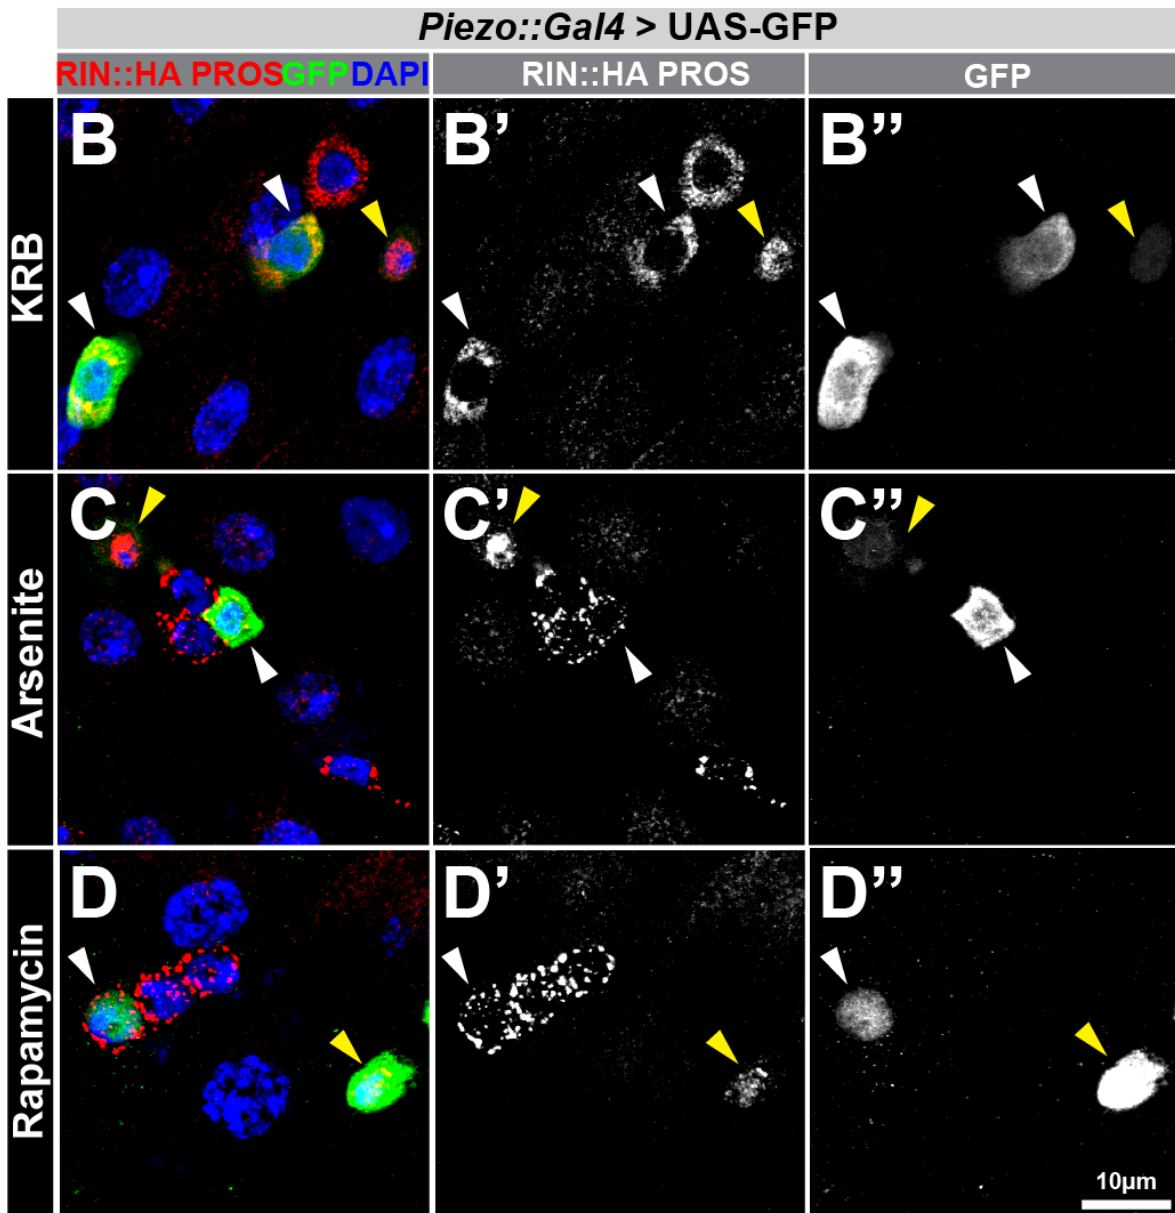 Piezo::Gal4 > UAS-GFP
RIN::HA PROS GFP DAPI
RIN::HA PROS
GFP
KRB
B
B’
B’’
Arsenite
C
C’
C’’
Rapamycin
D
D’
D’’
10µm